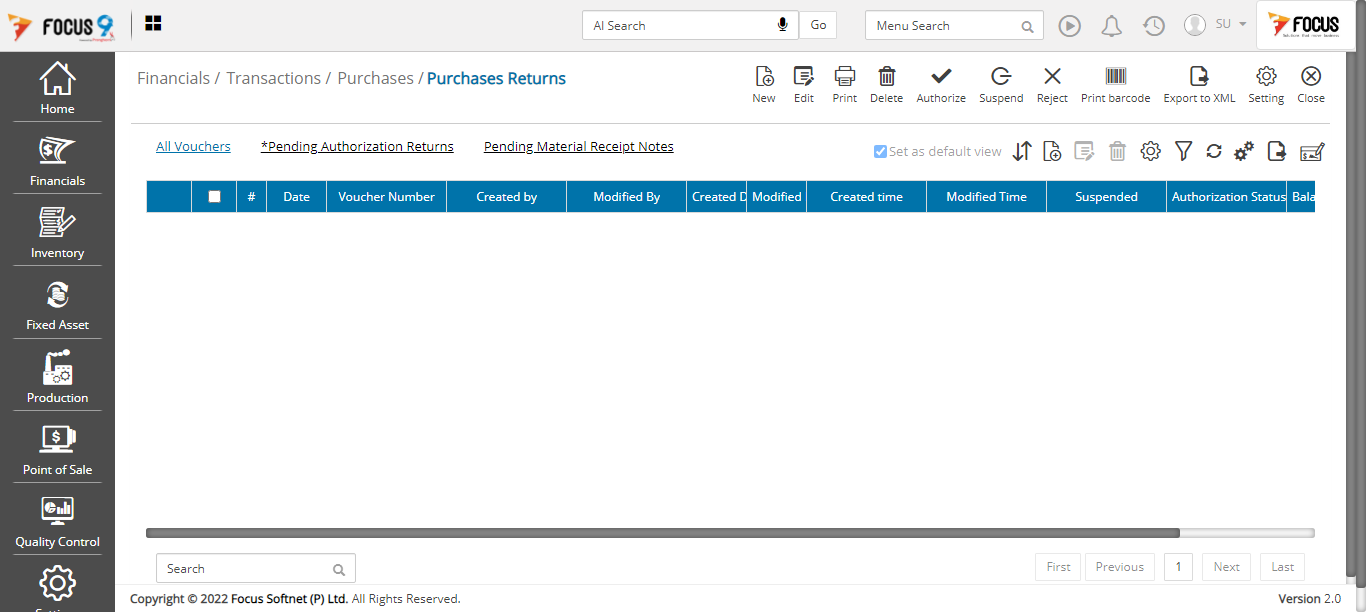 FOCUS 9
AI Search
Go
Menu Search
SU
FOCUS
Home
Financials
Inventory
Fixed Asset
Production
Point of Sale
Quality Control
Financials / Transactions / Purchases / Purchases Returns
New
Edit
Print
Delete
Authorize
Suspend
Reject
Print barcode
Export to XML
Setting
Close
All Vouchers
*Pending Authorization Returns
Pending Material Receipt Notes
Set as default view
# Date Voucher Number Created by Modified By Created D Modified Created time Modified Time Suspended Authorization Status Bala
Search
First Previous 1 Next Last
Copyright © 2022 Focus Softnet (P) Ltd. All Rights Reserved.
Version 2.0